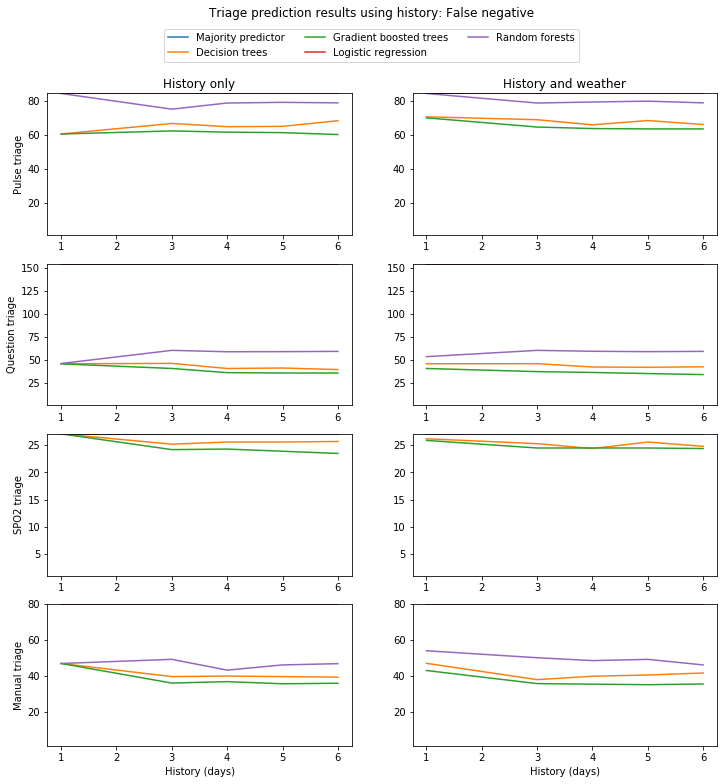 Triage prediction results using history: False negative
Majority predictor Gradient boosted trees Random forests
Decision trees Logistic regression
History only History and weather
Pulse triage
80 80
60 60
40 40
20 20
1 2 3 4 5 6 1 2 3 4 5 6
Question triage
150 150
125 125
100 100
75 75
50 50
25 25
1 2 3 4 5 6 1 2 3 4 5 6
SPO2 triage
25 25
20 20
15 15
10 10
5 5
1 2 3 4 5 6 1 2 3 4 5 6
Manual triage
80 80
60 60
40 40
20 20
1 2 3 4 5 6 1 2 3 4 5 6
History (days) History (days)